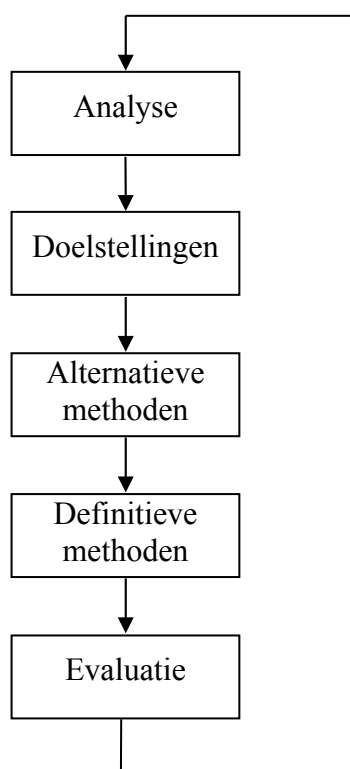 Analyse
Doelstellingen
Alternatieve
methoden
Definitieve
methoden
Evaluatie